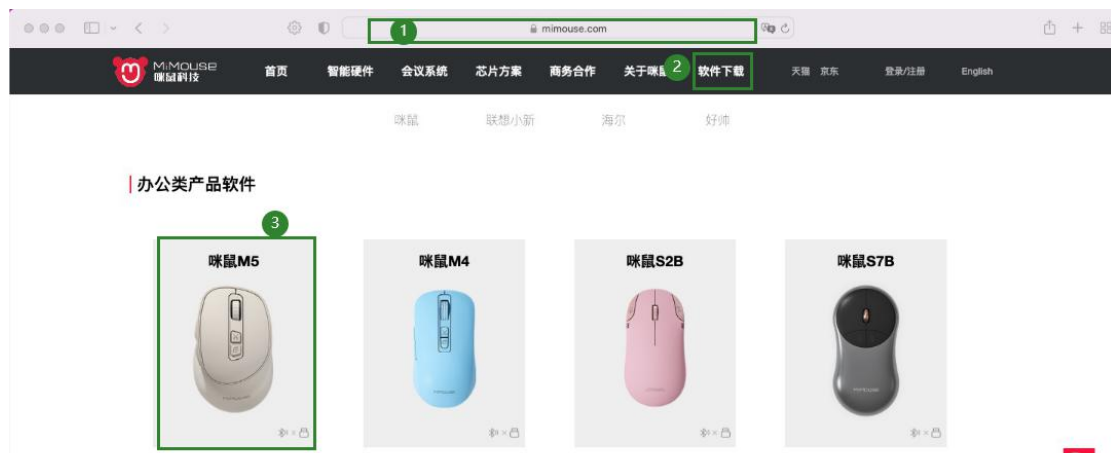 1
mimouse.com
MiMOUSE
咪鼠科技
首页 智能硬件 会议系统 芯片方案 商务合作 关于咪鼠 2 软件下载 天猫 京东 登录/注册 English
咪鼠 联想小新 海尔 好帅
办公类产品软件
3
咪鼠M5 咪鼠M4 咪鼠S2B 咪鼠S7B